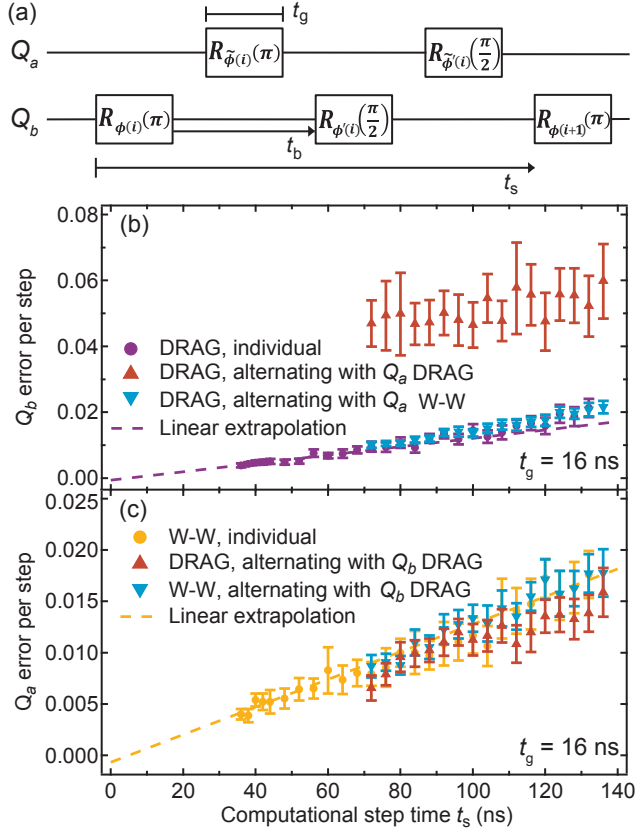 (a)
t_g
Q_a
R_ϕ̃(i)(π)
R_ϕ̃′(i)(π/2)
Q_b
R_ϕ(i)(π)
R_ϕ′(i)(π/2)
R_ϕ(i+1)(π)
t_b
t_s
0.08
(b)
0.06
0.04
0.02
0.00
Q_b error per step
DRAG, individual
DRAG, alternating with Q_a DRAG
DRAG, alternating with Q_a W-W
Linear extrapolation
t_g = 16 ns
0.025
(c)
0.020
0.015
0.010
0.005
0.000
Q_a error per step
W-W, individual
DRAG, alternating with Q_b DRAG
W-W, alternating with Q_b DRAG
Linear extrapolation
t_g = 16 ns
0 20 40 60 80 100 120 140
Computational step time t_s (ns)